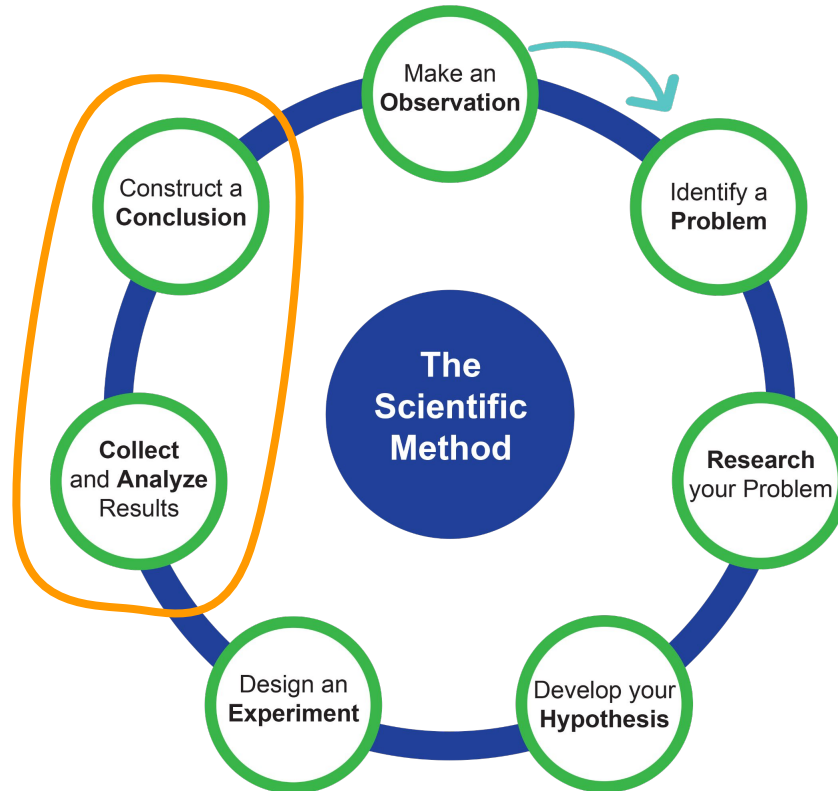 The
Scientific
Method
Make an
Observation
Identify a
Problem
Research
your Problem
Develop your
Hypothesis
Design an
Experiment
Collect
and Analyze
Results
Construct a
Conclusion